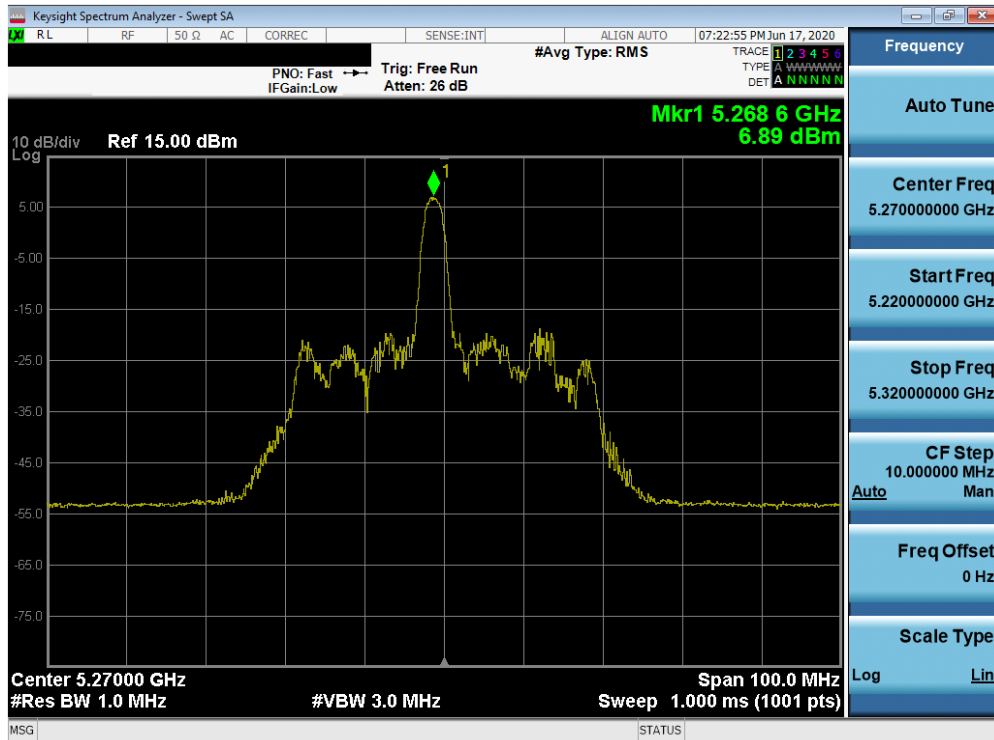 Keysight Spectrum Analyzer - Swept SA
LXI RL RF 50 Ω AC CORREC SENSE:INT ALIGN AUTO 07:22:55 PM Jun 17, 2020
PNO: Fast
IFGain:Low
Trig: Free Run
Atten: 26 dB
#Avg Type: RMS
TRACE 1 2 3 4 5 6
TYPE A WWWWW
DET A N N N N N
Mkr1 5.268 6 GHz
6.89 dBm
10 dB/div Ref 15.00 dBm
Log
1
5.00
-5.00
-15.0
-25.0
-35.0
-45.0
-55.0
-65.0
-75.0
Center 5.27000 GHz Span 100.0 MHz
#Res BW 1.0 MHz #VBW 3.0 MHz Sweep 1.000 ms (1001 pts)
MSG STATUS
Frequency
Auto Tune
Center Freq
5.270000000 GHz
Start Freq
5.220000000 GHz
Stop Freq
5.320000000 GHz
CF Step
10.000000 MHz
Auto Man
Freq Offset
0 Hz
Scale Type
Log Lin